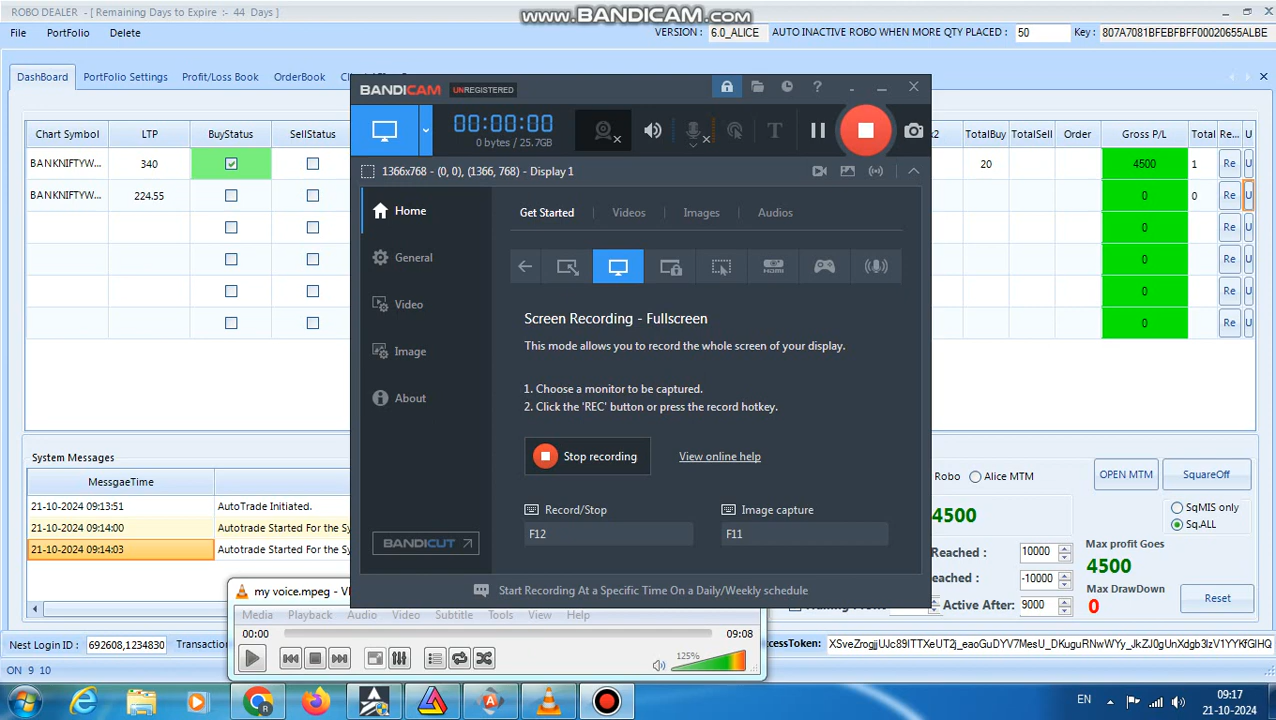 ROBO DEALER - [ Remaining Days to Expire :- 44 Days ]
www.BANDICAM.com
File PortFolio Delete
VERSION : 6.0_ALICE AUTO INACTIVE ROBO WHEN MORE QTY PLACED : 50 Key : 807A7081BFEBFBFF00020655ALBE
DashBoard PortFolio Settings Profit/Loss Book OrderBook
Chart Symbol LTP BuyStatus SellStatus TotalBuy TotalSell Order Gross P/L Total Re... U
BANKNIFTYW... 340 20 4500 1 Re U
BANKNIFTYW... 224.55 0 0 Re U
0 Re U
0 Re U
0 Re U
0 Re U
BANDICAM UNREGISTERED
00:00:00
0 bytes / 25.7GB
1366x768 - (0, 0), (1366, 768) - Display 1
Home
General
Video
Image
About
BANDICUT
Get Started Videos Images Audios
HDMI
Screen Recording - Fullscreen
This mode allows you to record the whole screen of your display.
1. Choose a monitor to be captured.
2. Click the 'REC' button or press the record hotkey.
Stop recording View online help
Record/Stop Image capture
F12 F11
Start Recording At a Specific Time On a Daily/Weekly schedule
System Messages
MessgaeTime
21-10-2024 09:13:51 AutoTrade Initiated.
21-10-2024 09:14:00 Autotrade Started For the Sy
21-10-2024 09:14:03 Autotrade Started For the Sy
Robo Alice MTM OPEN MTM SquareOff
4500
SqMIS only
Sq.ALL
Reached : 10000
eached : -10000
Active After: 9000
Max profit Goes
4500
Max DrawDown
0
Reset
my voice.mpeg - V
Media Playback Audio Video Subtitle Tools View Help
00:00 09:08
125%
Nest Login ID : 692608,1234830 Transaction
ccessToken: XSveZrogjUJc89ITTXeUT2j_eaoGuDYV7MesU_DKuguRNwWYy_JkZJ0gUnXdgb3lzV1YYKfGlHQ
ON 9 10
EN
09:17
21-10-2024